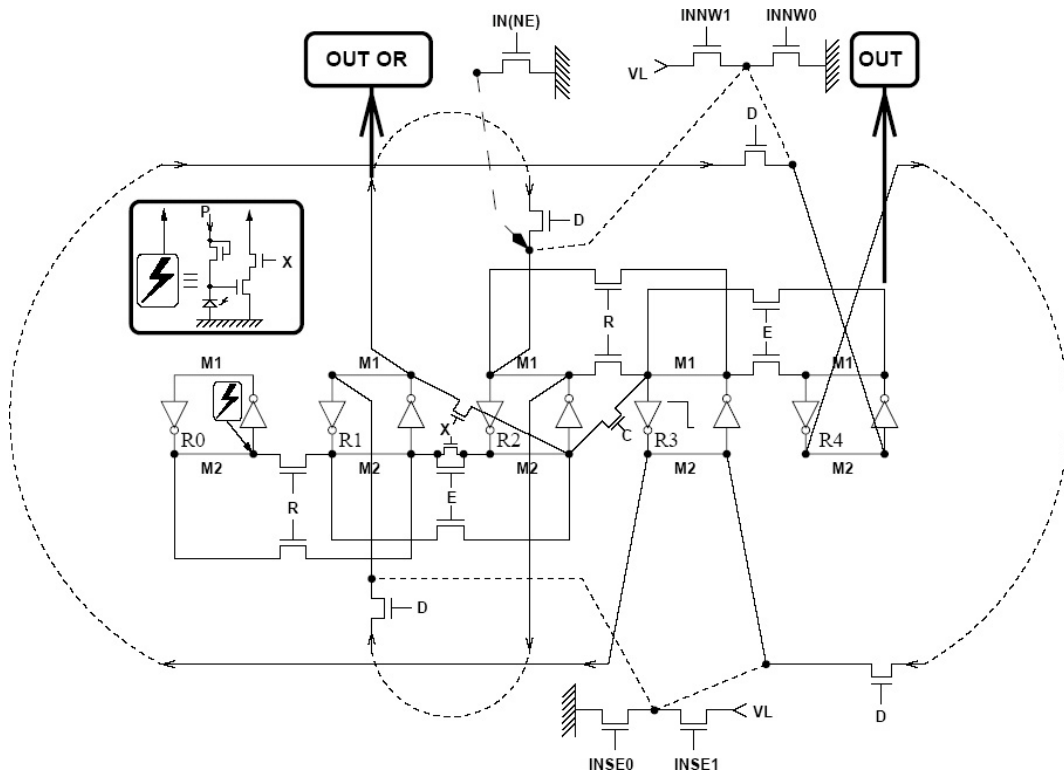 IN(NE)
INNW1
INNW0
OUT OR
VL
OUT
D
P
D
X
R
E
M1
M1
M1
M1
M1
R0
R1
X
R2
C
R3
R4
M2
M2
M2
M2
M2
R
E
D
VL
D
INSE0
INSE1